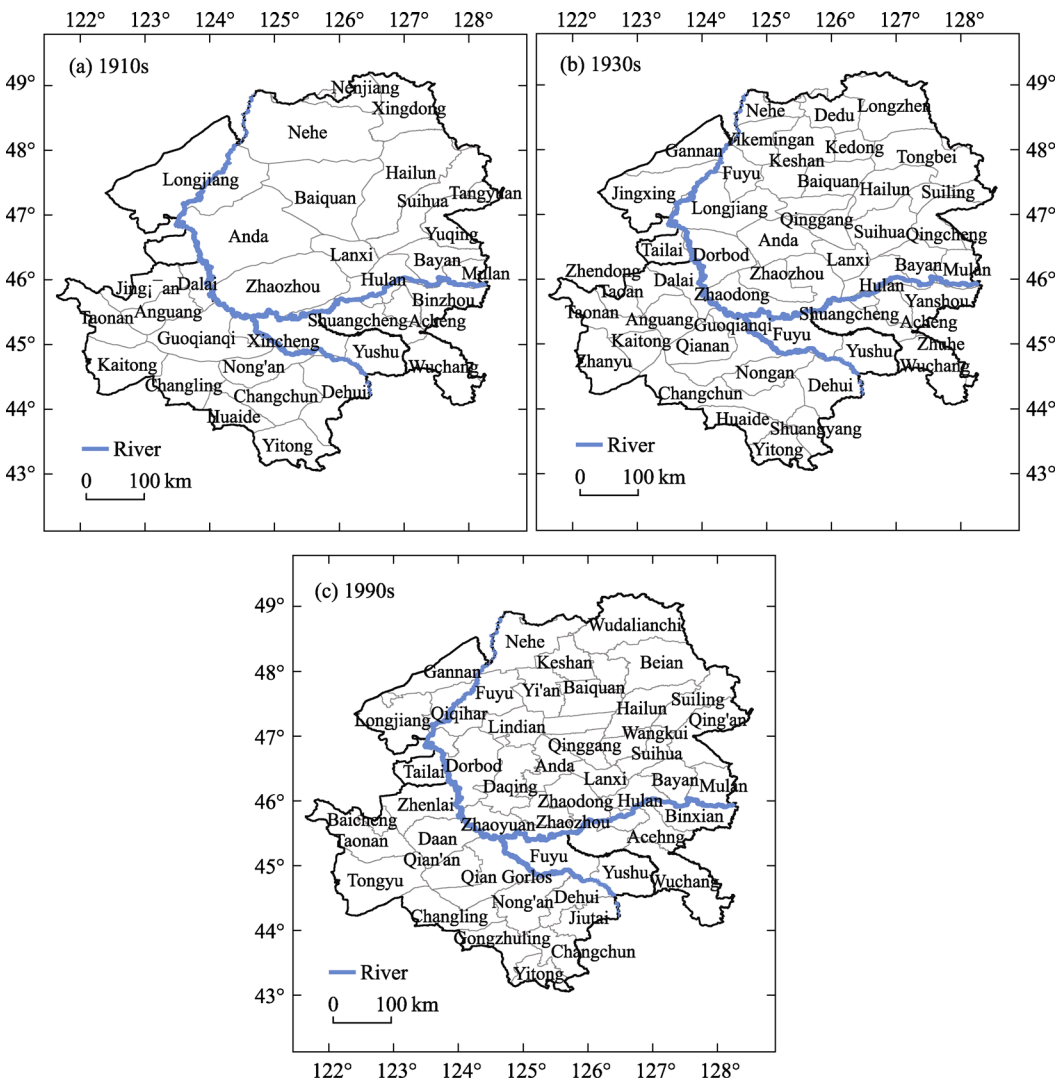 122° 123° 124° 125° 126° 127° 128°
122° 123° 124° 125° 126° 127° 128°
(a) 1910s
49°
48°
47°
46°
45°
44°
43°
Nenjiang
Xingdong
Nehe
Longjiang
Hailun
Baiquan
Suihua
Tangyuan
Anda
Yuqing
Lanxi
Bayan
Mulan
Hulan
Jing¡¯an
Dalai
Zhaozhou
Binzhou
Taonan
Anguang
Shuangcheng
Acheng
Guoqianqi
Xincheng
Yushu
Kaitong
Nong'an
Wuchang
Changling
Changchun
Dehui
Huaide
Yitong
River
0 100 km
(b) 1930s
49°
48°
47°
46°
45°
44°
43°
Nehe
Dedu
Longzhen
Yikemingan
Kedong
Gannan
Keshan
Tongbei
Fuyu
Baiquan
Hailun
Suiling
Jingxing
Longjiang
Qinggang
Suihua
Qingcheng
Anda
Tailai
Dorbod
Lanxi
Bayan
Mulan
Zhendong
Dalai
Zhaozhou
Hulan
Taoan
Zhaodong
Yanshou
Taonan
Anguang
Guoqianqi
Shuangcheng
Acheng
Fuyu
Kaitong
Qianan
Yushu
Zhuhe
Zhanyu
Wuchang
Nongan
Changchun
Dehui
Huaide
Shuangyang
Yitong
River
0 100 km
(c) 1990s
49°
48°
47°
46°
45°
44°
43°
Wudalianchi
Nehe
Keshan
Beian
Gannan
Fuyu
Yi'an
Baiquan
Suiling
Longjiang
Qiqihar
Hailun
Qing'an
Lindian
Wangkui
Qinggang
Suihua
Tailai
Dorbod
Anda
Lanxi
Bayan
Mulan
Daqing
Zhenlai
Zhaodong
Hulan
Binxian
Baicheng
Zhaoyuan
Zhaozhou
Taonan
Daan
Acehng
Qian'an
Fuyu
Tongyu
Qian Gorlos
Yushu
Wuchang
Nong'an
Dehui
Changling
Jiutai
Gongzhuling
Changchun
Yitong
River
0 100 km
122° 123° 124° 125° 126° 127° 128°